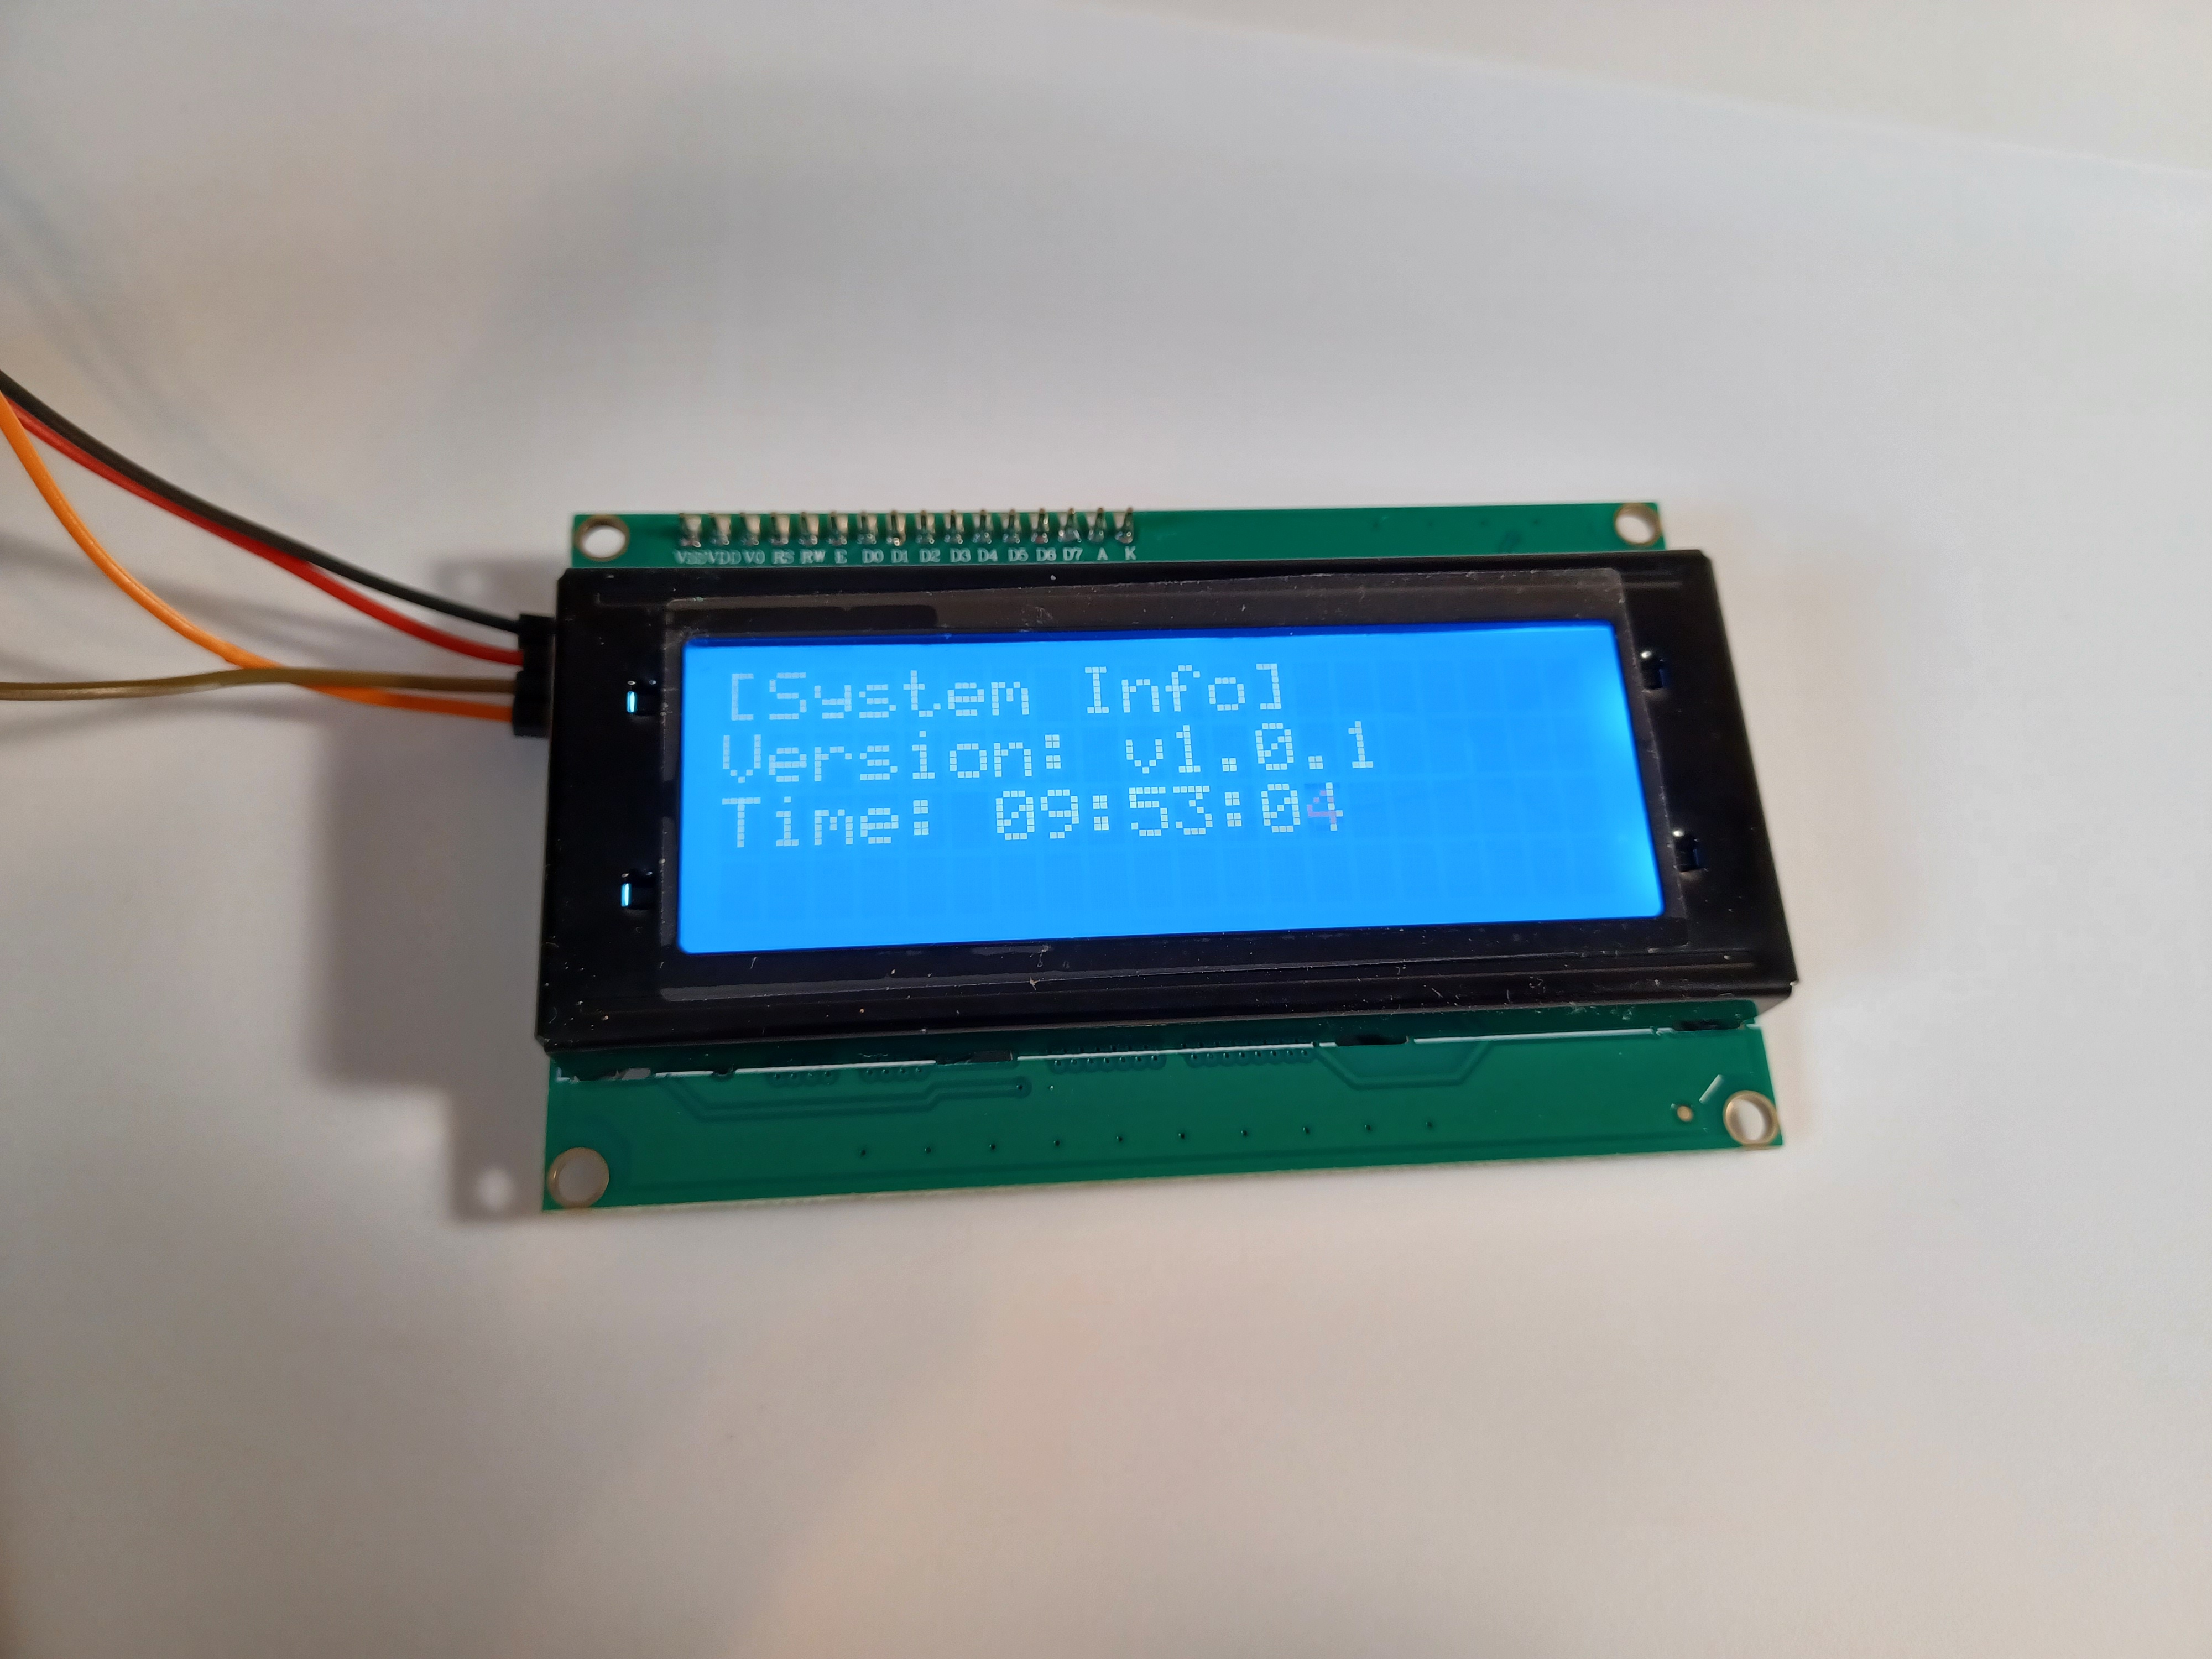 VSS VDD V0 RS RW E D0 D1 D2 D3 D4 D5 D6 D7 A K
[System Info]
Version: v1.0.1
Time: 09:53:04